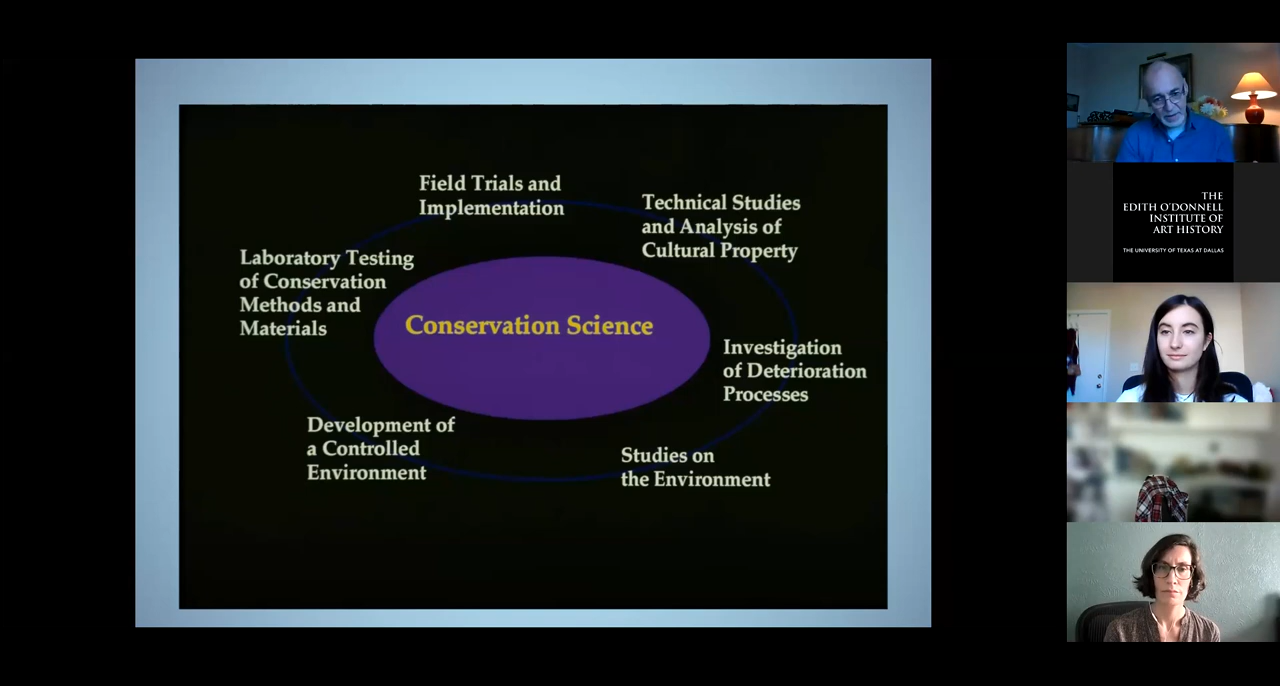 Field Trials and
Implementation
Technical Studies
and Analysis of
Cultural Property
Laboratory Testing
of Conservation
Methods and
Materials
Conservation Science
Investigation
of Deterioration
Processes
Development of
a Controlled
Environment
Studies on
the Environment
THE
EDITH O'DONNELL
INSTITUTE OF
ART HISTORY
THE UNIVERSITY OF TEXAS AT DALLAS